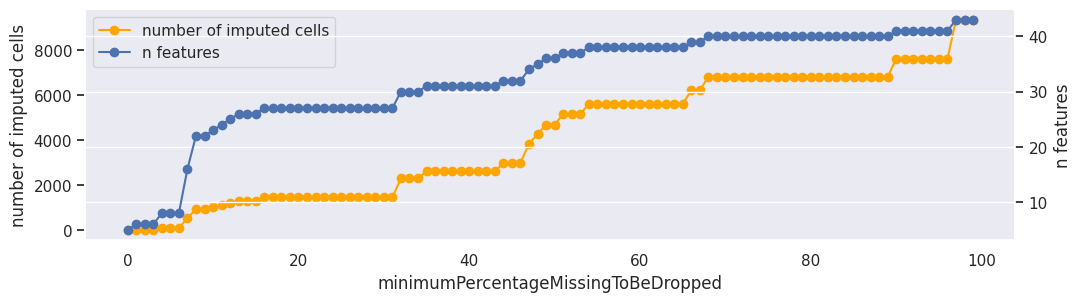 number of imputed cells
n features
number of imputed cells
8000
6000
4000
2000
0
40
30
20
10
n features
0 20 40 60 80 100
minimumPercentageMissingToBeDropped